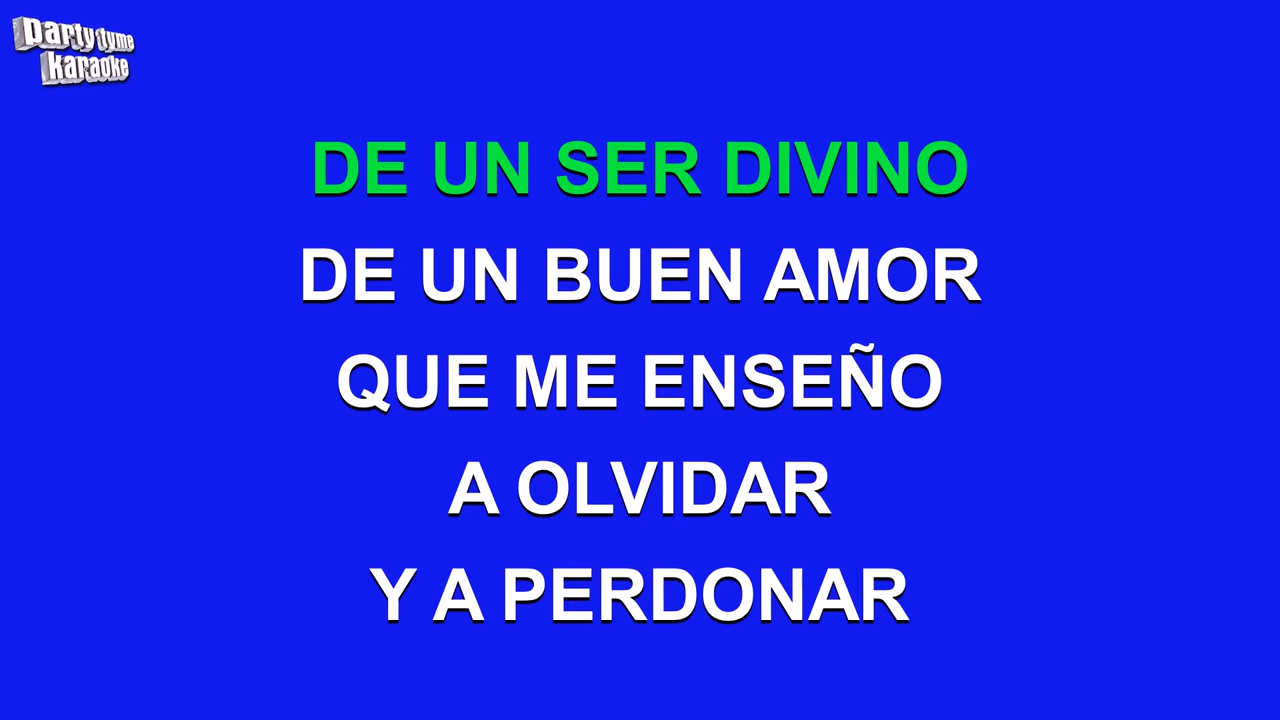 party tyme
karaoke
DE UN SER DIVINO
DE UN BUEN AMOR
QUE ME ENSEÑO
A OLVIDAR
Y A PERDONAR